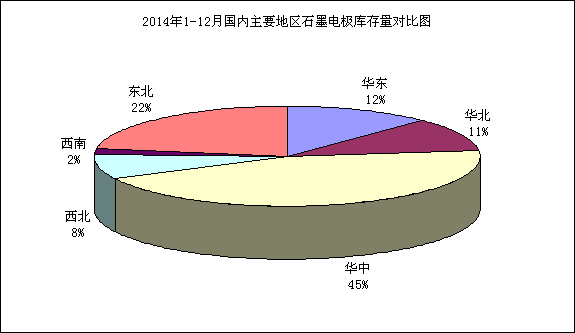 2014年1-12月国内主要地区石墨电极库存量对比图
华东
12%
华北
11%
华中
45%
西北
8%
西南
2%
东北
22%